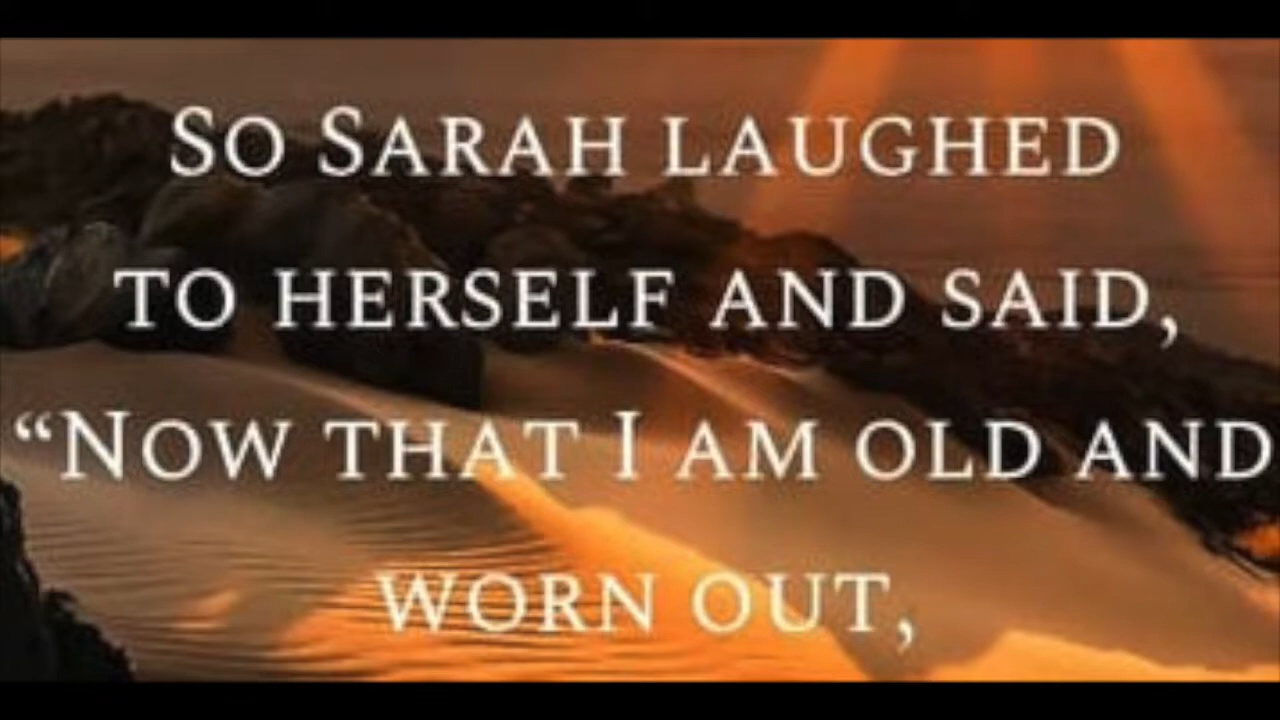 So Sarah laughed
to herself and said,
“Now that I am old and
worn out,